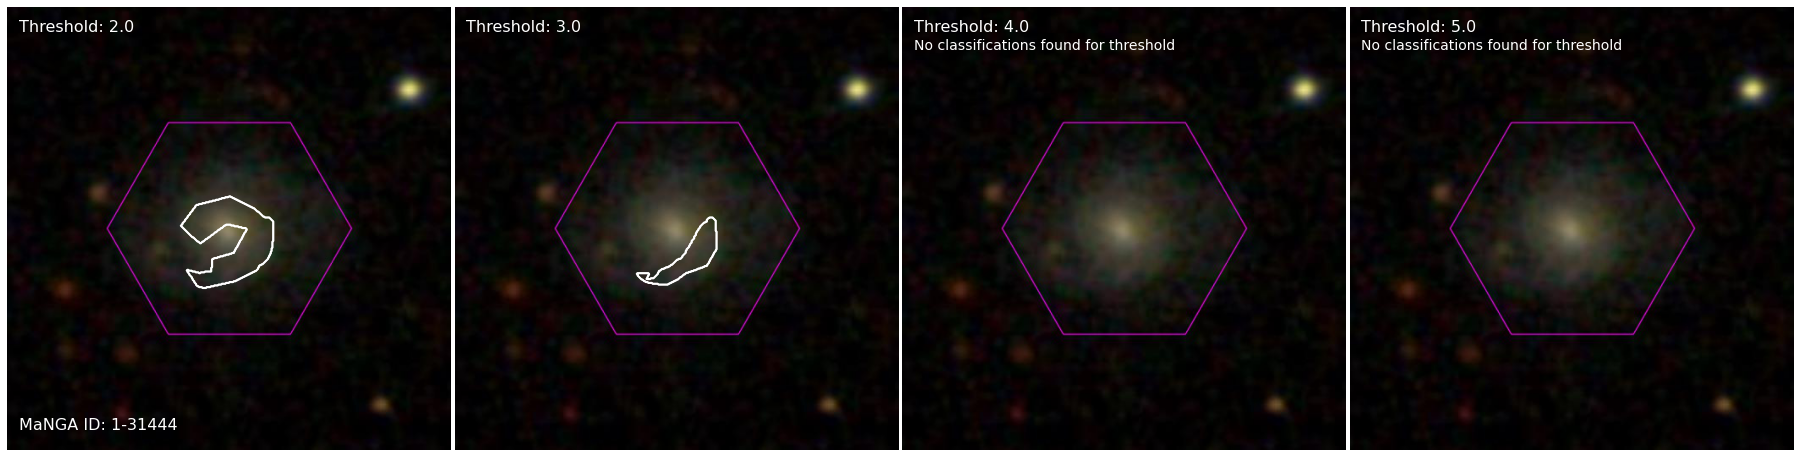 Threshold: 2.0
MaNGA ID: 1-31444
Threshold: 3.0
Threshold: 4.0
No classifications found for threshold
Threshold: 5.0
No classifications found for threshold